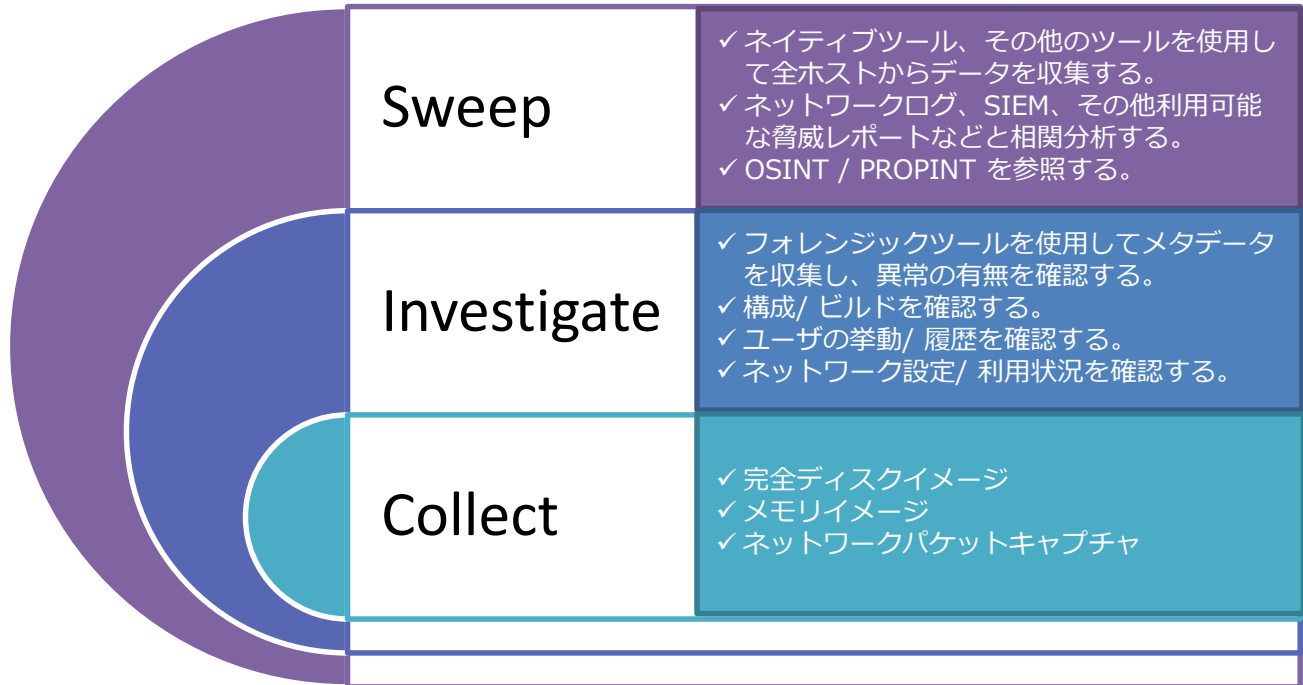 Sweep
✓ ネイティブツール、その他のツールを使用し
て全ホストからデータを収集する。
✓ ネットワークログ、SIEM、その他利用可能
な脅威レポートなどと相関分析する。
✓ OSINT / PROPINT を参照する。
Investigate
✓ フォレンジックツールを使用してメタデータ
を収集し、異常の有無を確認する。
✓ 構成/ ビルドを確認する。
✓ ユーザの挙動/ 履歴を確認する。
✓ ネットワーク設定/ 利用状況を確認する。
Collect
✓ 完全ディスクイメージ
✓ メモリイメージ
✓ ネットワークパケットキャプチャ